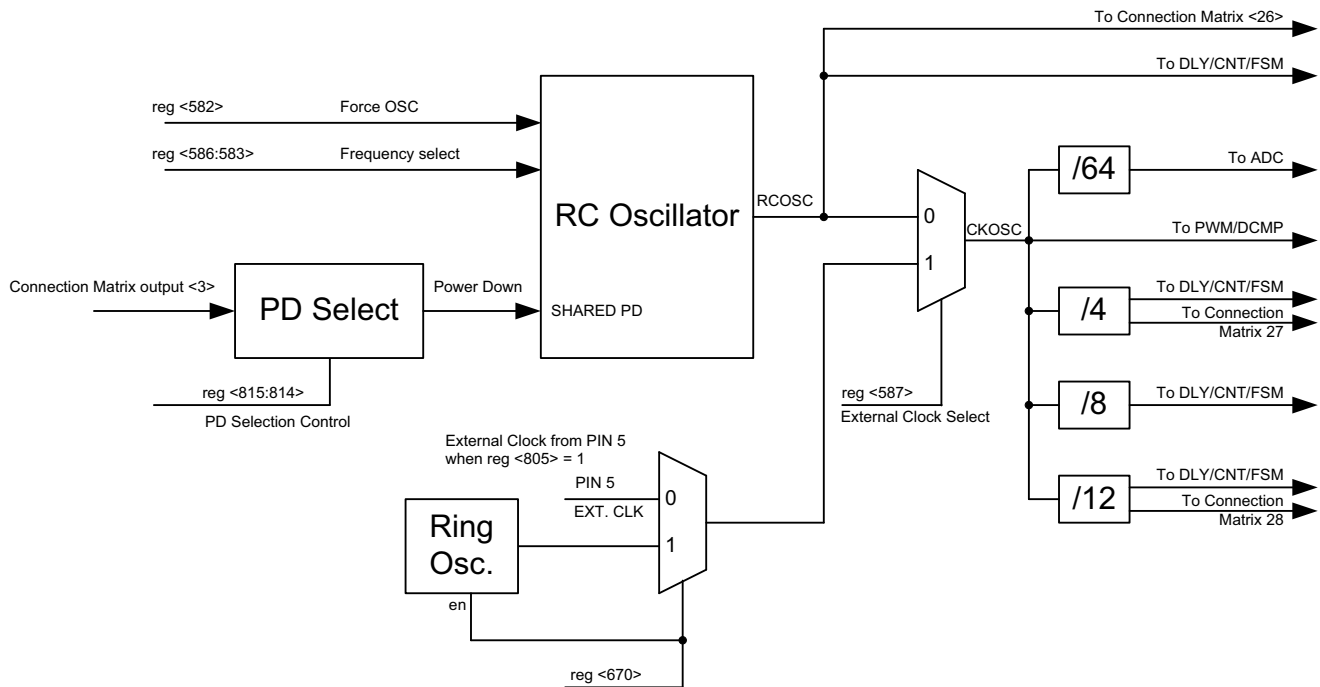 To Connection Matrix <26>
To DLY/CNT/FSM
reg <582> Force OSC
reg <586:583> Frequency select
RC Oscillator
RCOSC
SHARED PD
Connection Matrix output <3>
PD Select
Power Down
reg <815:814>
PD Selection Control
0
1
CKOSC
reg <587>
External Clock Select
/64
To ADC
To PWM/DCMP
/4
To DLY/CNT/FSM
To Connection
Matrix 27
/8
To DLY/CNT/FSM
/12
To DLY/CNT/FSM
To Connection
Matrix 28
External Clock from PIN 5
when reg <805> = 1
PIN 5
EXT. CLK
0
1
Ring
Osc.
en
reg <670>